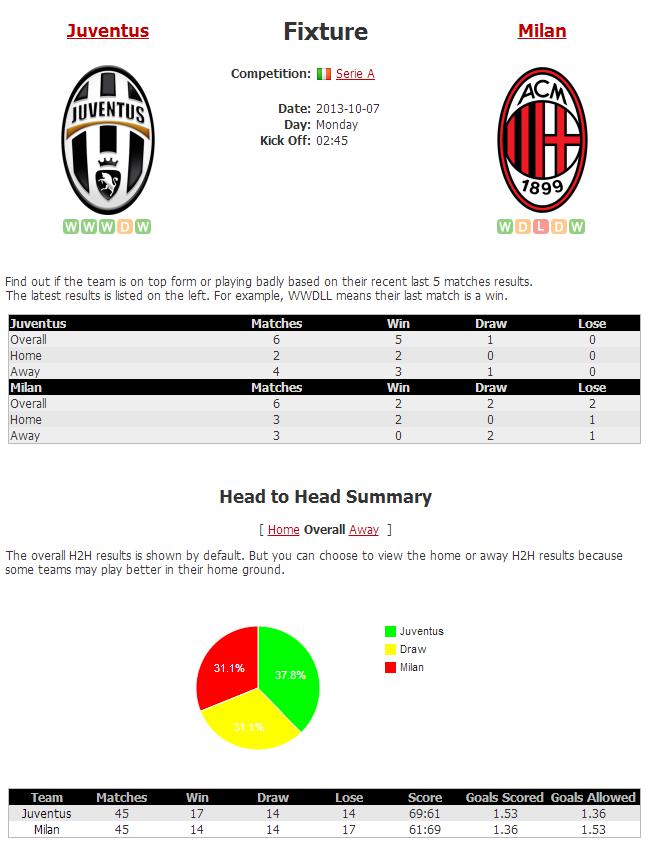 Juventus
Fixture
Milan
Competition: Serie A
JUVENTUS
ACM
Date: 2013-10-07
Day: Monday
Kick Off: 02:45
1899
W W W D W
W D L D W
Find out if the team is on top form or playing badly based on their recent last 5 matches results.
The latest results is listed on the left. For example, WWDLL means their last match is a win.
Juventus Matches Win Draw Lose
Overall 6 5 1 0
Home 2 2 0 0
Away 4 3 1 0
Milan Matches Win Draw Lose
Overall 6 2 2 2
Home 3 2 0 1
Away 3 0 2 1
Head to Head Summary
[ Home Overall Away ]
The overall H2H results is shown by default. But you can choose to view the home or away H2H results because
some teams may play better in their home ground.
Juventus
Draw
Milan
31.1%
37.8%
31.1%
Team Matches Win Draw Lose Score Goals Scored Goals Allowed
Juventus 45 17 14 14 69:61 1.53 1.36
Milan 45 14 14 17 61:69 1.36 1.53